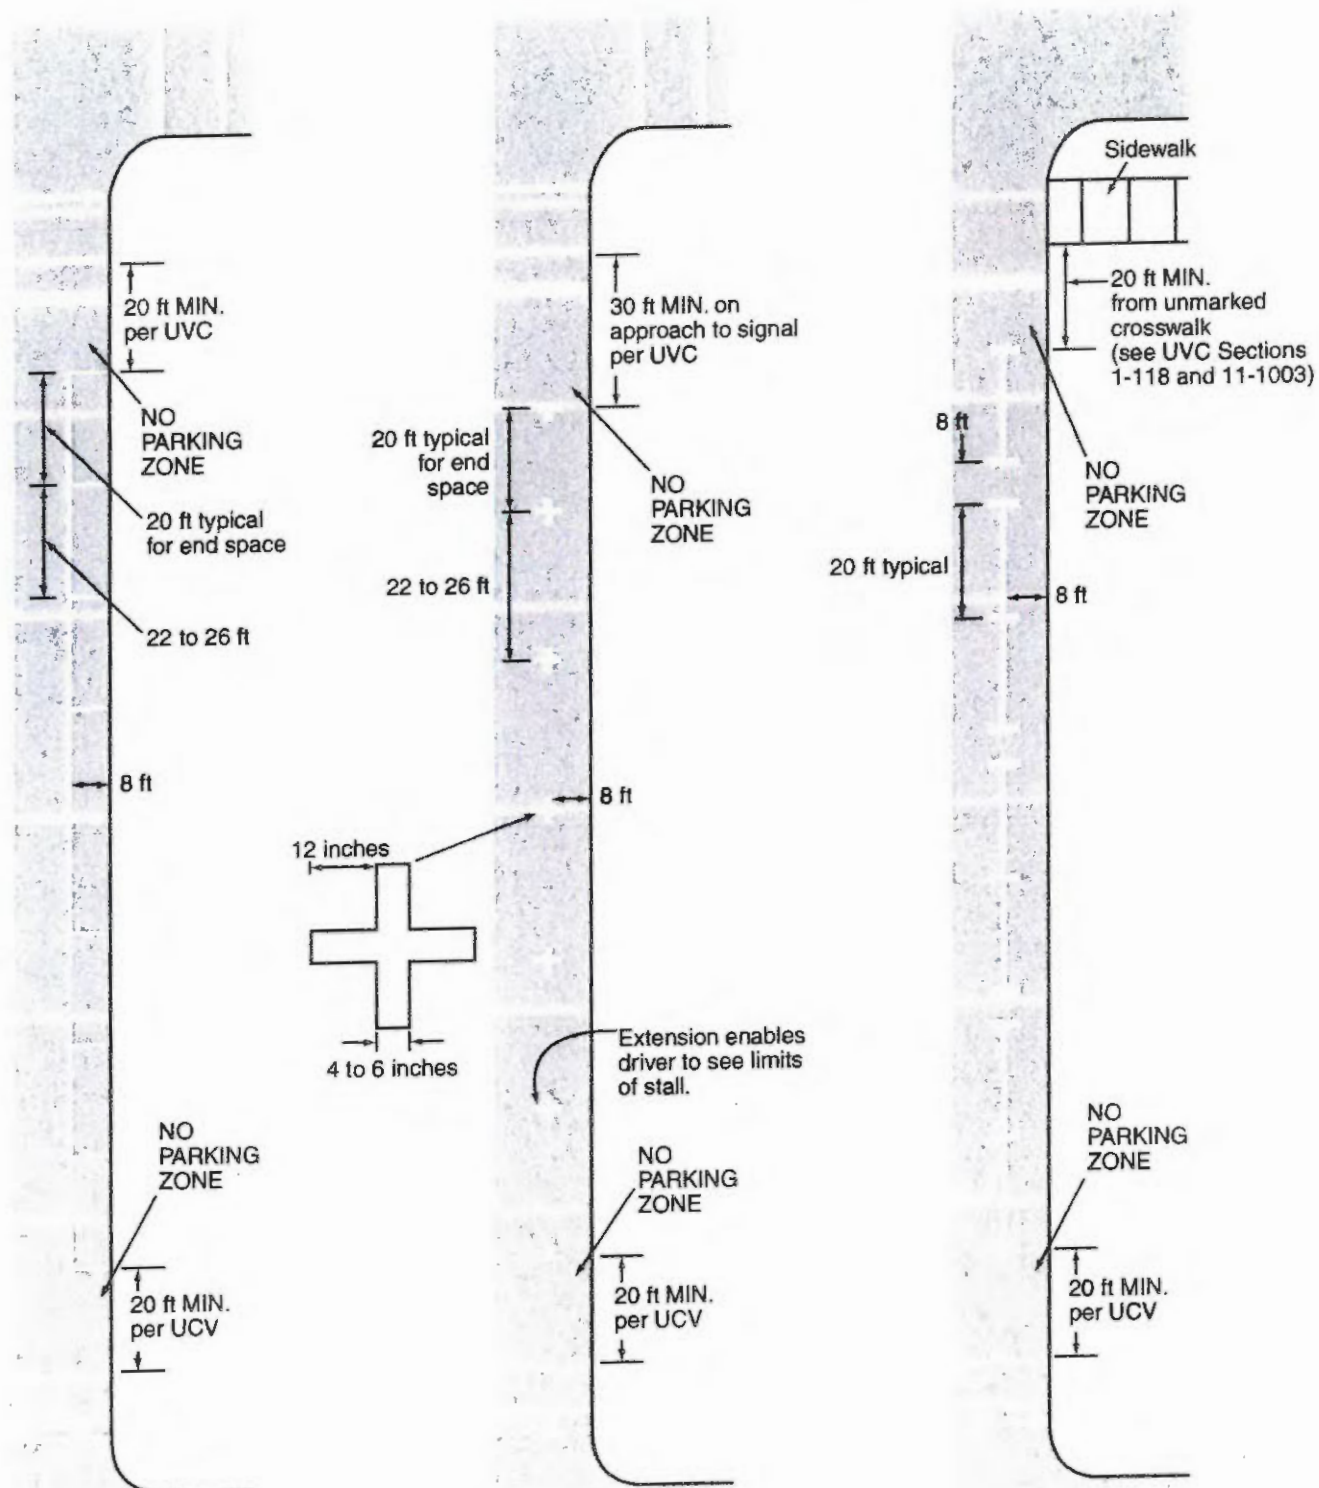 20 ft MIN.
per UVC
NO
PARKING
ZONE
20 ft typical
for end space
22 to 26 ft
8 ft
NO
PARKING
ZONE
20 ft MIN.
per UCV
30 ft MIN. on
approach to signal
per UVC
20 ft typical
for end
space
NO
PARKING
ZONE
22 to 26 ft
8 ft
12 inches
4 to 6 inches
Extension enables
driver to see limits
of stall.
NO
PARKING
ZONE
20 ft MIN.
per UCV
Sidewalk
20 ft MIN.
from unmarked
crosswalk
(see UVC Sections
1-118 and 11-1003)
8 ft
NO
PARKING
ZONE
20 ft typical
8 ft
NO
PARKING
ZONE
20 ft MIN.
per UCV